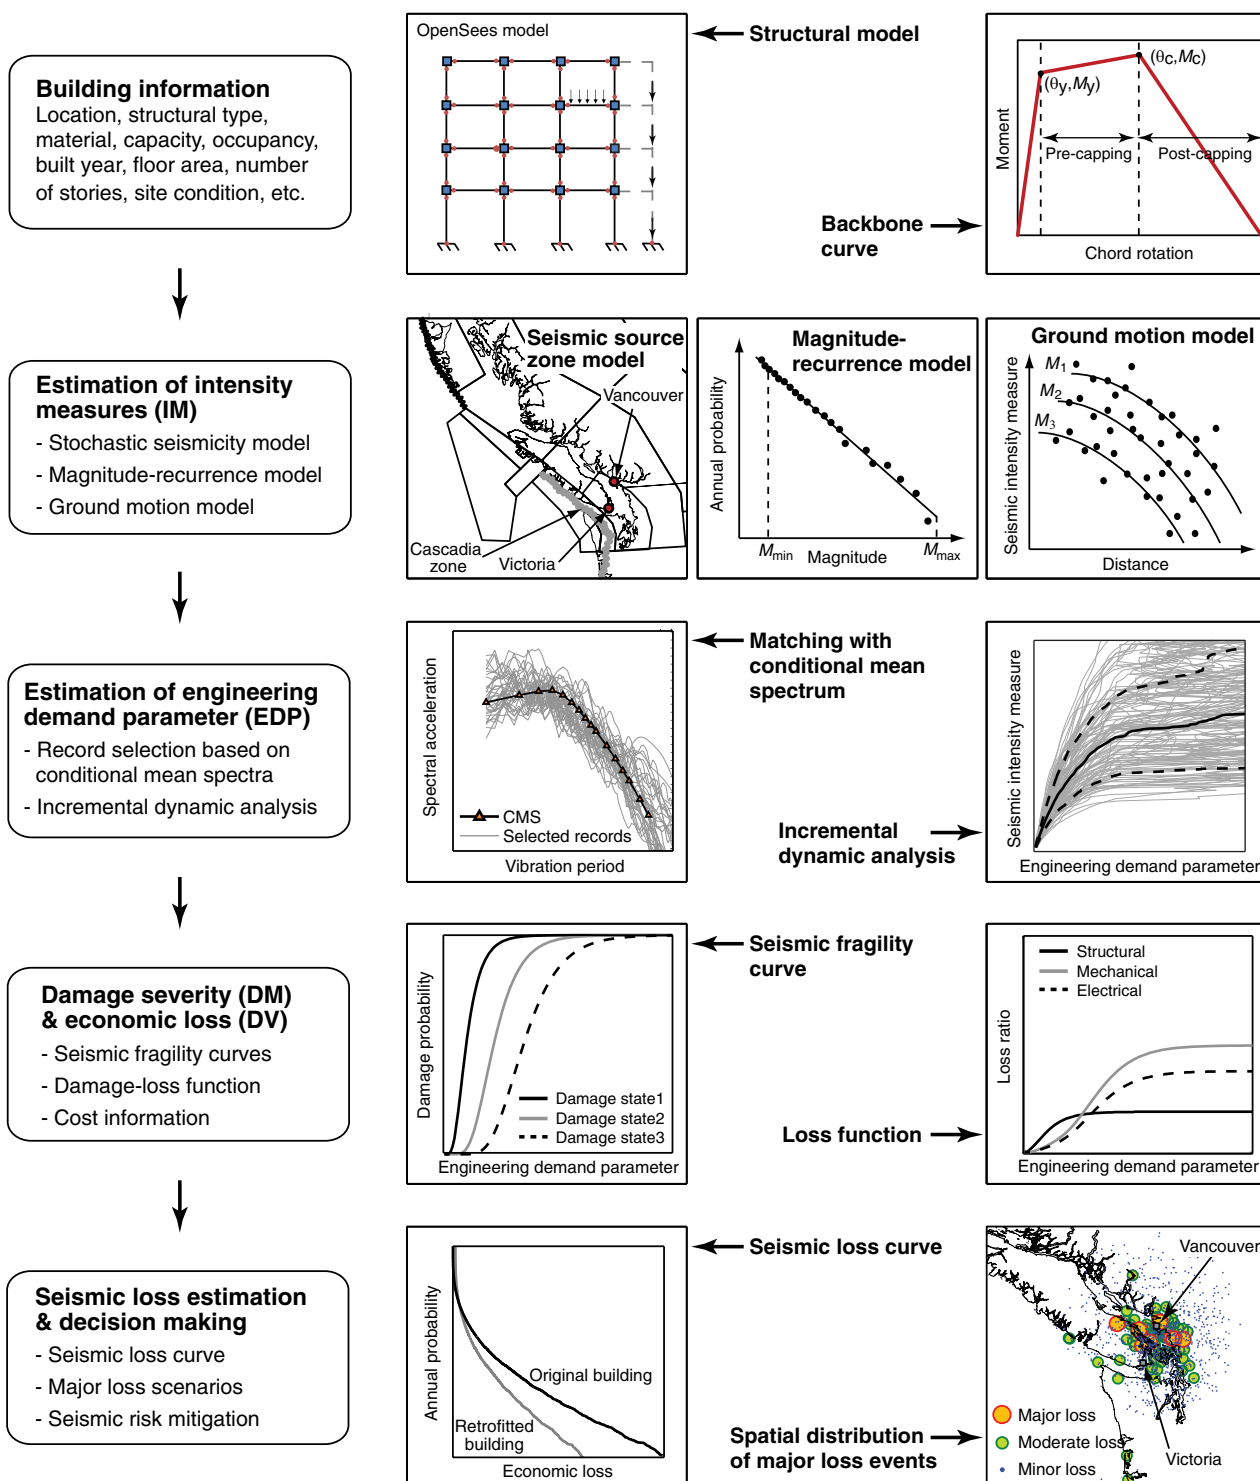 Building information
Location, structural type,
material, capacity, occupancy,
built year, floor area, number
of stories, site condition, etc.
OpenSees model
Structural model
(θy,My)
(θc,Mc)
Pre-capping
Post-capping
Moment
Chord rotation
Backbone
curve
Estimation of intensity
measures (IM)
- Stochastic seismicity model
- Magnitude-recurrence model
- Ground motion model
Seismic source
zone model
Vancouver
Cascadia
zone
Victoria
Magnitude-
recurrence model
Annual probability
Mmin
Magnitude
Mmax
Ground motion model
M1
M2
M3
Seismic intensity measure
Distance
Estimation of engineering
demand parameter (EDP)
- Record selection based on
conditional mean spectra
- Incremental dynamic analysis
Spectral acceleration
CMS
Selected records
Vibration period
Matching with
conditional mean
spectrum
Incremental
dynamic analysis
Seismic intensity measure
Engineering demand parameter
Damage severity (DM)
& economic loss (DV)
- Seismic fragility curves
- Damage-loss function
- Cost information
Damage probability
Damage state1
Damage state2
Damage state3
Engineering demand parameter
Seismic fragility
curve
Loss function
Structural
Mechanical
Electrical
Loss ratio
Engineering demand parameter
Seismic loss estimation
& decision making
- Seismic loss curve
- Major loss scenarios
- Seismic risk mitigation
Annual probability
Original building
Retrofitted
building
Economic loss
Seismic loss curve
Spatial distribution
of major loss events
Vancouver
Major loss
Moderate loss
Minor loss
Victoria